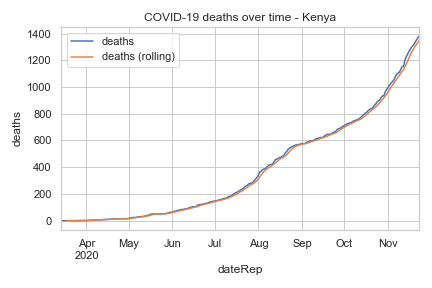 COVID-19 deaths over time - Kenya
deaths
deaths (rolling)
deaths
1400
1200
1000
800
600
400
200
0
Apr May Jun Jul Aug Sep Oct Nov
2020
dateRep